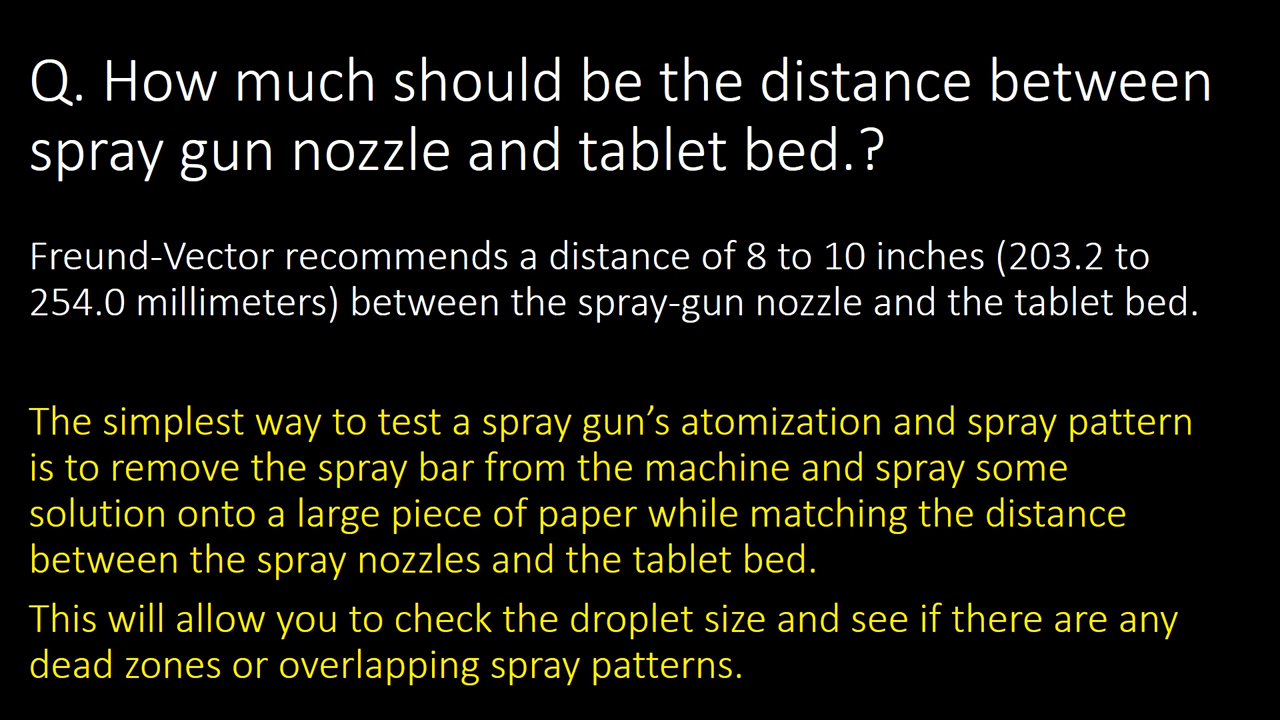 Q. How much should be the distance between
spray gun nozzle and tablet bed.?
Freund-Vector recommends a distance of 8 to 10 inches (203.2 to
254.0 millimeters) between the spray-gun nozzle and the tablet bed.
The simplest way to test a spray gun’s atomization and spray pattern
is to remove the spray bar from the machine and spray some
solution onto a large piece of paper while matching the distance
between the spray nozzles and the tablet bed.
This will allow you to check the droplet size and see if there are any
dead zones or overlapping spray patterns.